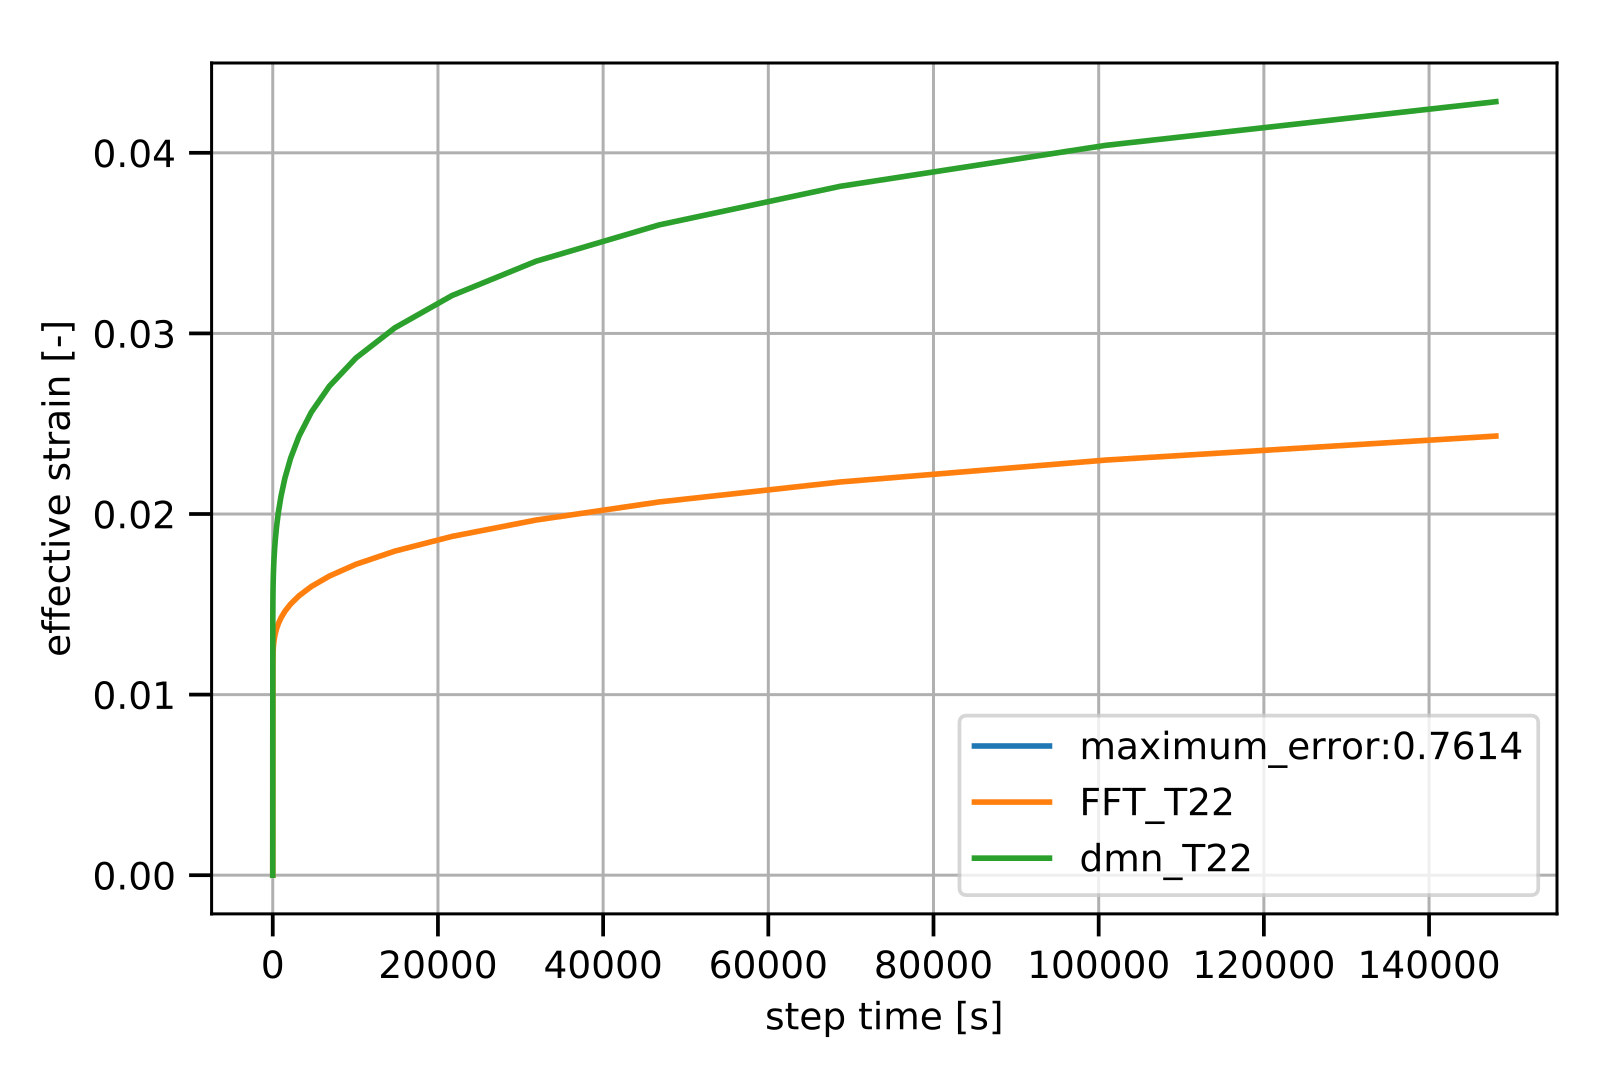 0.04
0.03
0.02
0.01
0.00
effective strain [-]
maximum_error:0.7614
FFT_T22
dmn_T22
0 20000 40000 60000 80000 100000 120000 140000
step time [s]